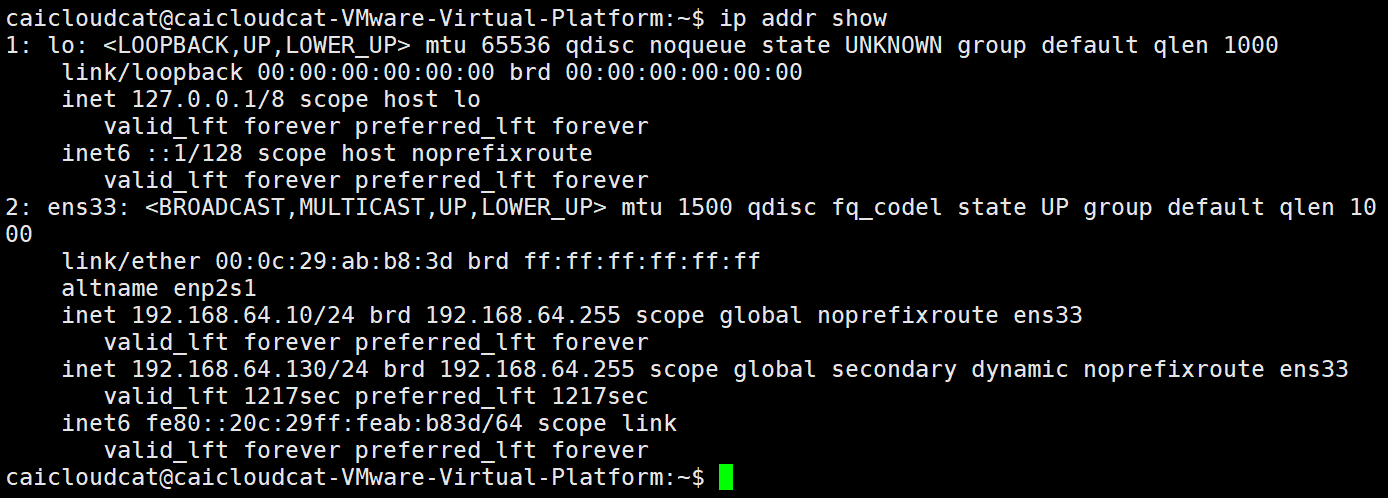 caicloudcat@caicloudcat-VMware-Virtual-Platform:~$ ip addr show
1: lo: <LOOPBACK,UP,LOWER_UP> mtu 65536 qdisc noqueue state UNKNOWN group default qlen 1000
    link/loopback 00:00:00:00:00:00 brd 00:00:00:00:00:00
    inet 127.0.0.1/8 scope host lo
       valid_lft forever preferred_lft forever
    inet6 ::1/128 scope host noprefixroute
       valid_lft forever preferred_lft forever
2: ens33: <BROADCAST,MULTICAST,UP,LOWER_UP> mtu 1500 qdisc fq_codel state UP group default qlen 10
00
    link/ether 00:0c:29:ab:b8:3d brd ff:ff:ff:ff:ff:ff
    altname enp2s1
    inet 192.168.64.10/24 brd 192.168.64.255 scope global noprefixroute ens33
       valid_lft forever preferred_lft forever
    inet 192.168.64.130/24 brd 192.168.64.255 scope global secondary dynamic noprefixroute ens33
       valid_lft 1217sec preferred_lft 1217sec
    inet6 fe80::20c:29ff:feab:b83d/64 scope link
       valid_lft forever preferred_lft forever
caicloudcat@caicloudcat-VMware-Virtual-Platform:~$